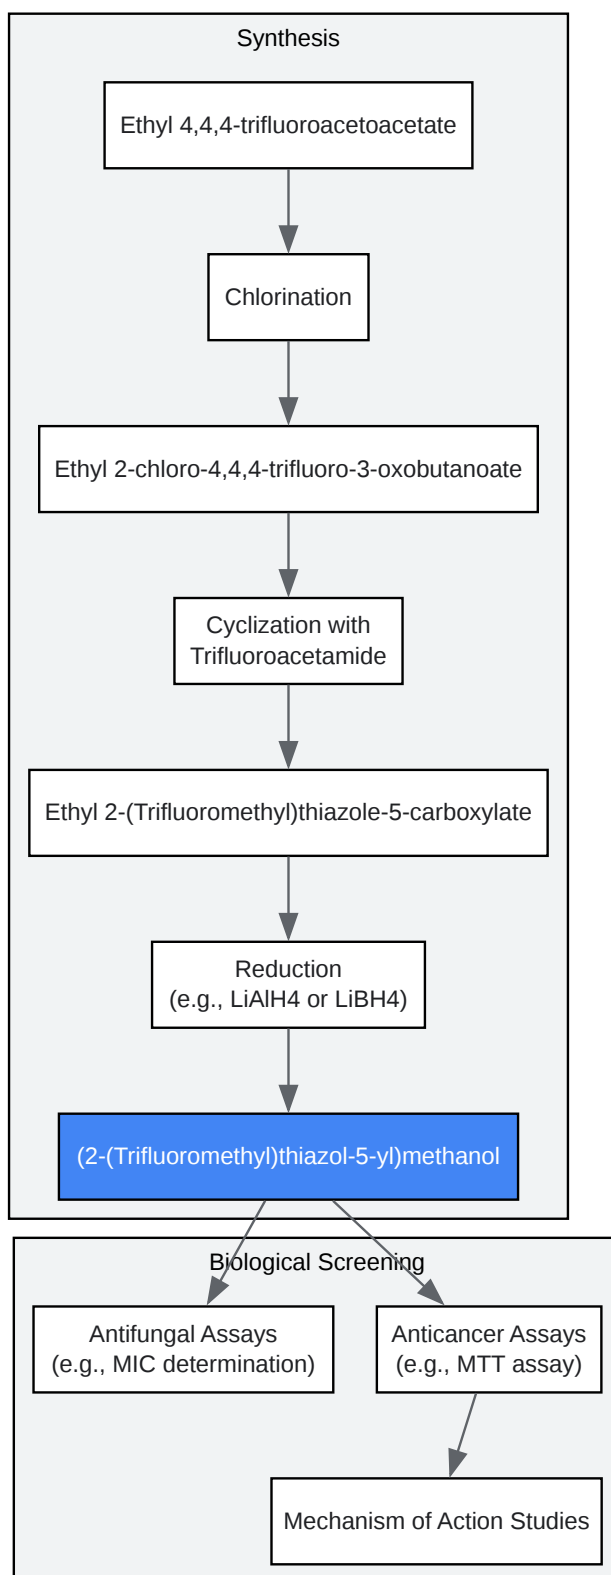 Synthesis
Ethyl 4,4,4-trifluoroacetoacetate
Chlorination
Ethyl 2-chloro-4,4,4-trifluoro-3-oxobutanoate
Cyclization with
Trifluoroacetamide
Ethyl 2-(Trifluoromethyl)thiazole-5-carboxylate
Reduction
(e.g., LiAlH4 or LiBH4)
(2-(Trifluoromethyl)thiazol-5-yl)methanol
Biological Screening
Antifungal Assays
(e.g., MIC determination)
Anticancer Assays
(e.g., MTT assay)
Mechanism of Action Studies